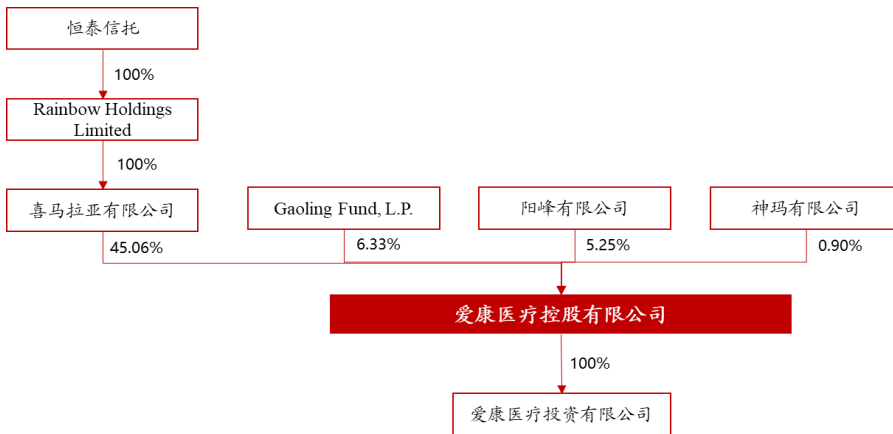 恒泰信托
100%
Rainbow Holdings
Limited
100%
喜马拉亚有限公司
Gaoling Fund, L.P.
阳峰有限公司
神玛有限公司
45.06%
6.33%
5.25%
0.90%
爱康医疗控股有限公司
100%
爱康医疗投资有限公司